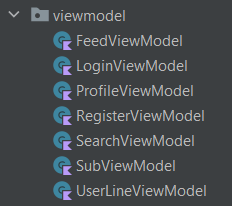 viewmodel
FeedViewModel
LoginViewModel
ProfileViewModel
RegisterViewModel
SearchViewModel
SubViewModel
UserLineViewModel